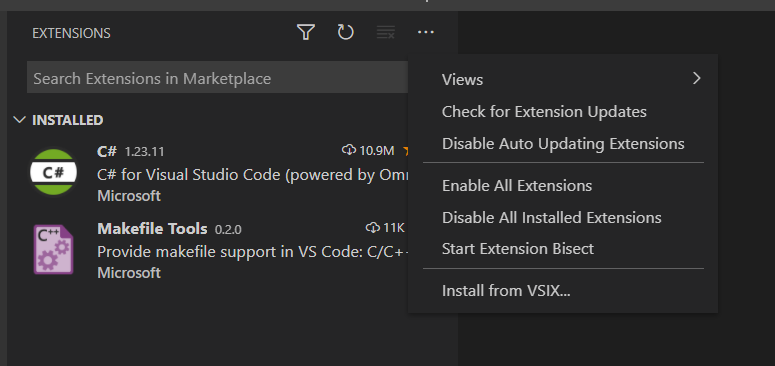 EXTENSIONS
Search Extensions in Marketplace
INSTALLED
C# 1.23.11 10.9M
C#
C# for Visual Studio Code (powered by
Microsoft
Makefile Tools 0.2.0 11K
C++
Provide makefile support in VS Code: C/C+
Microsoft
Views
Check for Extension Updates
Disable Auto Updating Extensions
Enable All Extensions
Disable All Installed Extensions
Start Extension Bisect
Install from VSIX...